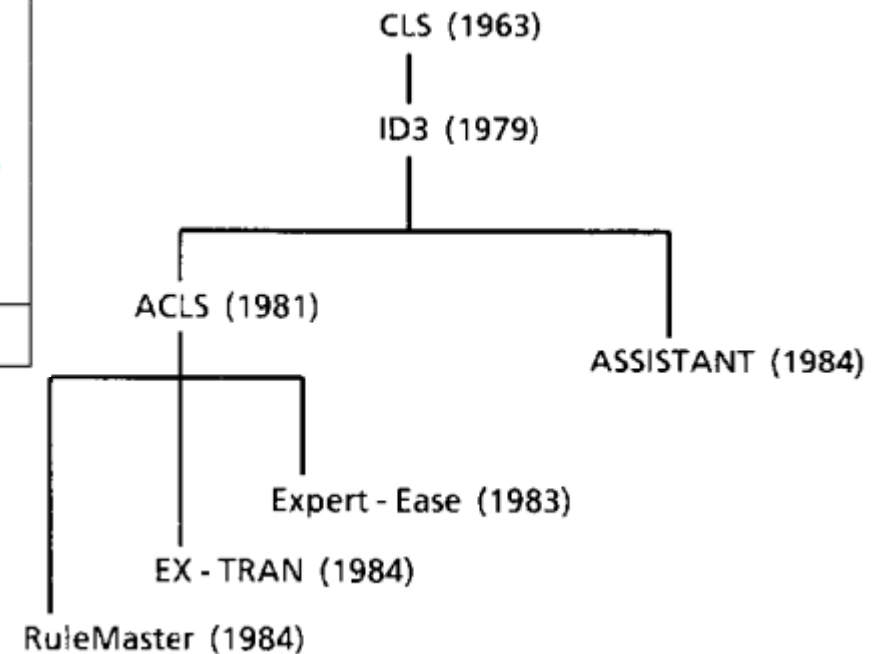 CLS (1963)
ID3 (1979)
ACLS (1981)
ASSISTANT (1984)
Expert - Ease (1983)
EX - TRAN (1984)
RuleMaster (1984)